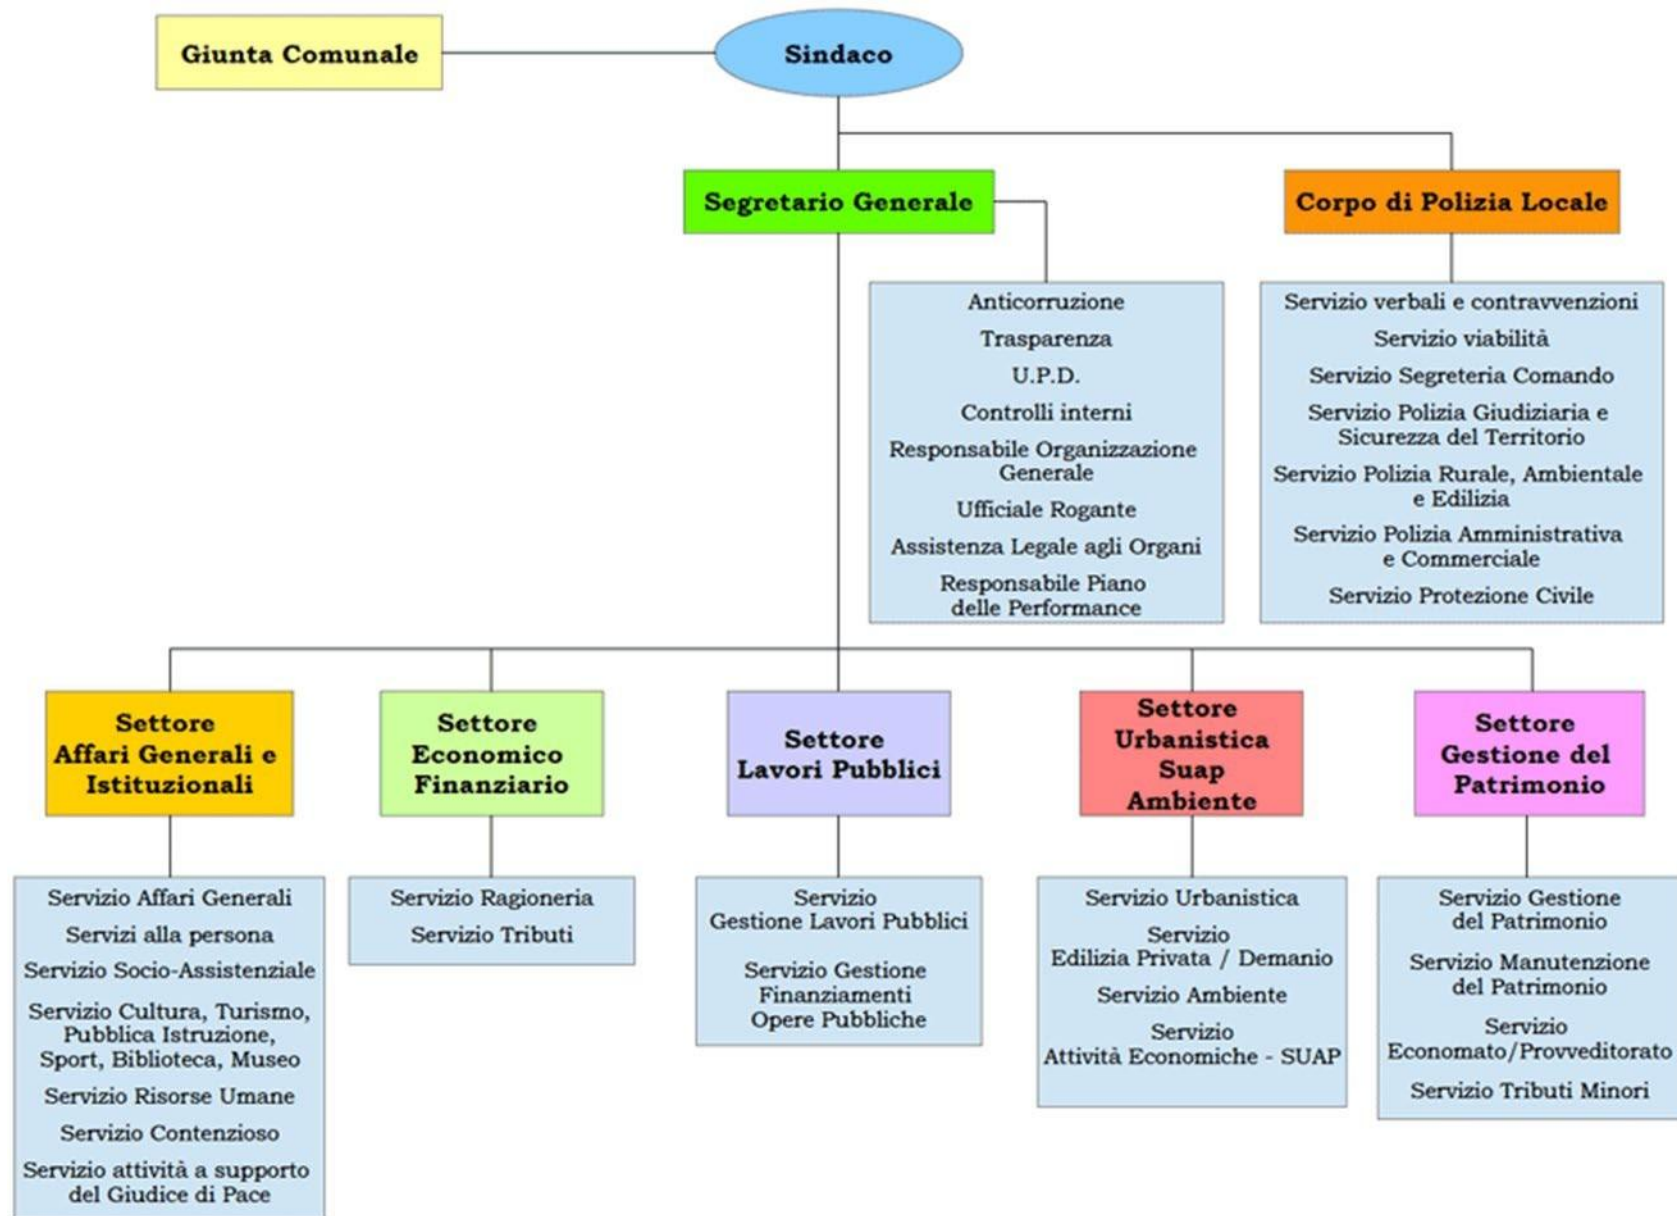 Giunta Comunale
Sindaco
Segretario Generale
Corpo di Polizia Locale
Anticorruzione
Trasparenza
U.P.D.
Controlli interni
Responsabile Organizzazione
Generale
Ufficiale Rogante
Assistenza Legale agli Organi
Responsabile Piano
delle Performance
Servizio verbali e contravvenzioni
Servizio viabilità
Servizio Segreteria Comando
Servizio Polizia Giudiziaria e
Sicurezza del Territorio
Servizio Polizia Rurale, Ambientale
e Edilizia
Servizio Polizia Amministrativa
e Commerciale
Servizio Protezione Civile
Settore
Affari Generali e
Istituzionali
Settore
Economico
Finanziario
Settore
Lavori Pubblici
Settore
Urbanistica
Suap
Ambiente
Settore
Gestione del
Patrimonio
Servizio Affari Generali
Servizi alla persona
Servizio Socio-Assistenziale
Servizio Cultura, Turismo,
Pubblica Istruzione,
Sport, Biblioteca, Museo
Servizio Risorse Umane
Servizio Contenzioso
Servizio attività a supporto
del Giudice di Pace
Servizio Ragioneria
Servizio Tributi
Servizio
Gestione Lavori Pubblici
Servizio Gestione
Finanziamenti
Opere Pubbliche
Servizio Urbanistica
Servizio
Edilizia Privata / Demanio
Servizio Ambiente
Servizio
Attività Economiche - SUAP
Servizio Gestione
del Patrimonio
Servizio Manutenzione
del Patrimonio
Servizio
Economato/Provveditorato
Servizio Tributi Minori